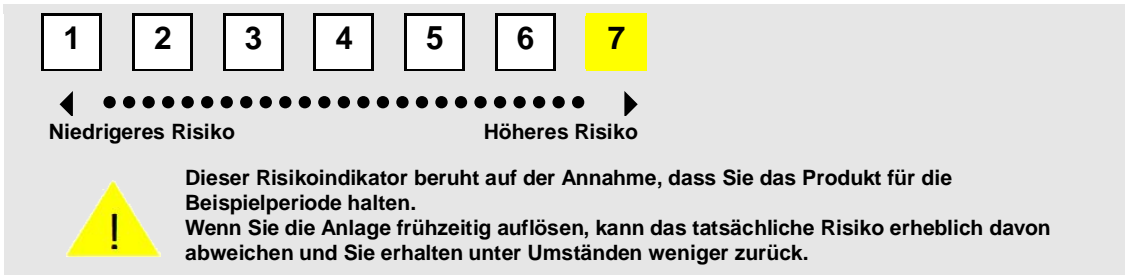 1 2 3 4 5 6 7
Niedrigeres Risiko Höheres Risiko
Dieser Risikoindikator beruht auf der Annahme, dass Sie das Produkt für die
Beispielperiode halten.
Wenn Sie die Anlage frühzeitig auflösen, kann das tatsächliche Risiko erheblich davon
abweichen und Sie erhalten unter Umständen weniger zurück.
!